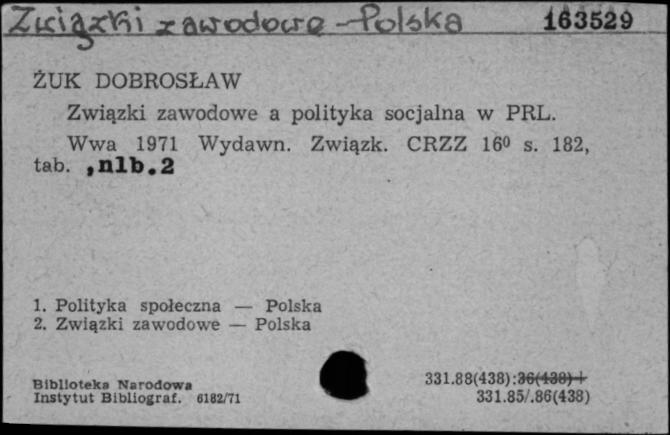 Związki zawodowe - Polska 163529
ŻUK DOBROSŁAW
Związki zawodowe a polityka socjalna w PRL.
Wwa 1971 Wydawn. Związk. CRZZ 16⁰ s. 182,
tab. , nlb. 2
1. Polityka społeczna — Polska
2. Związki zawodowe — Polska
Biblioteka Narodowa
Instytut Bibliograf. 6182/71
331.88(438):36(438)+
331.85/.86(438)